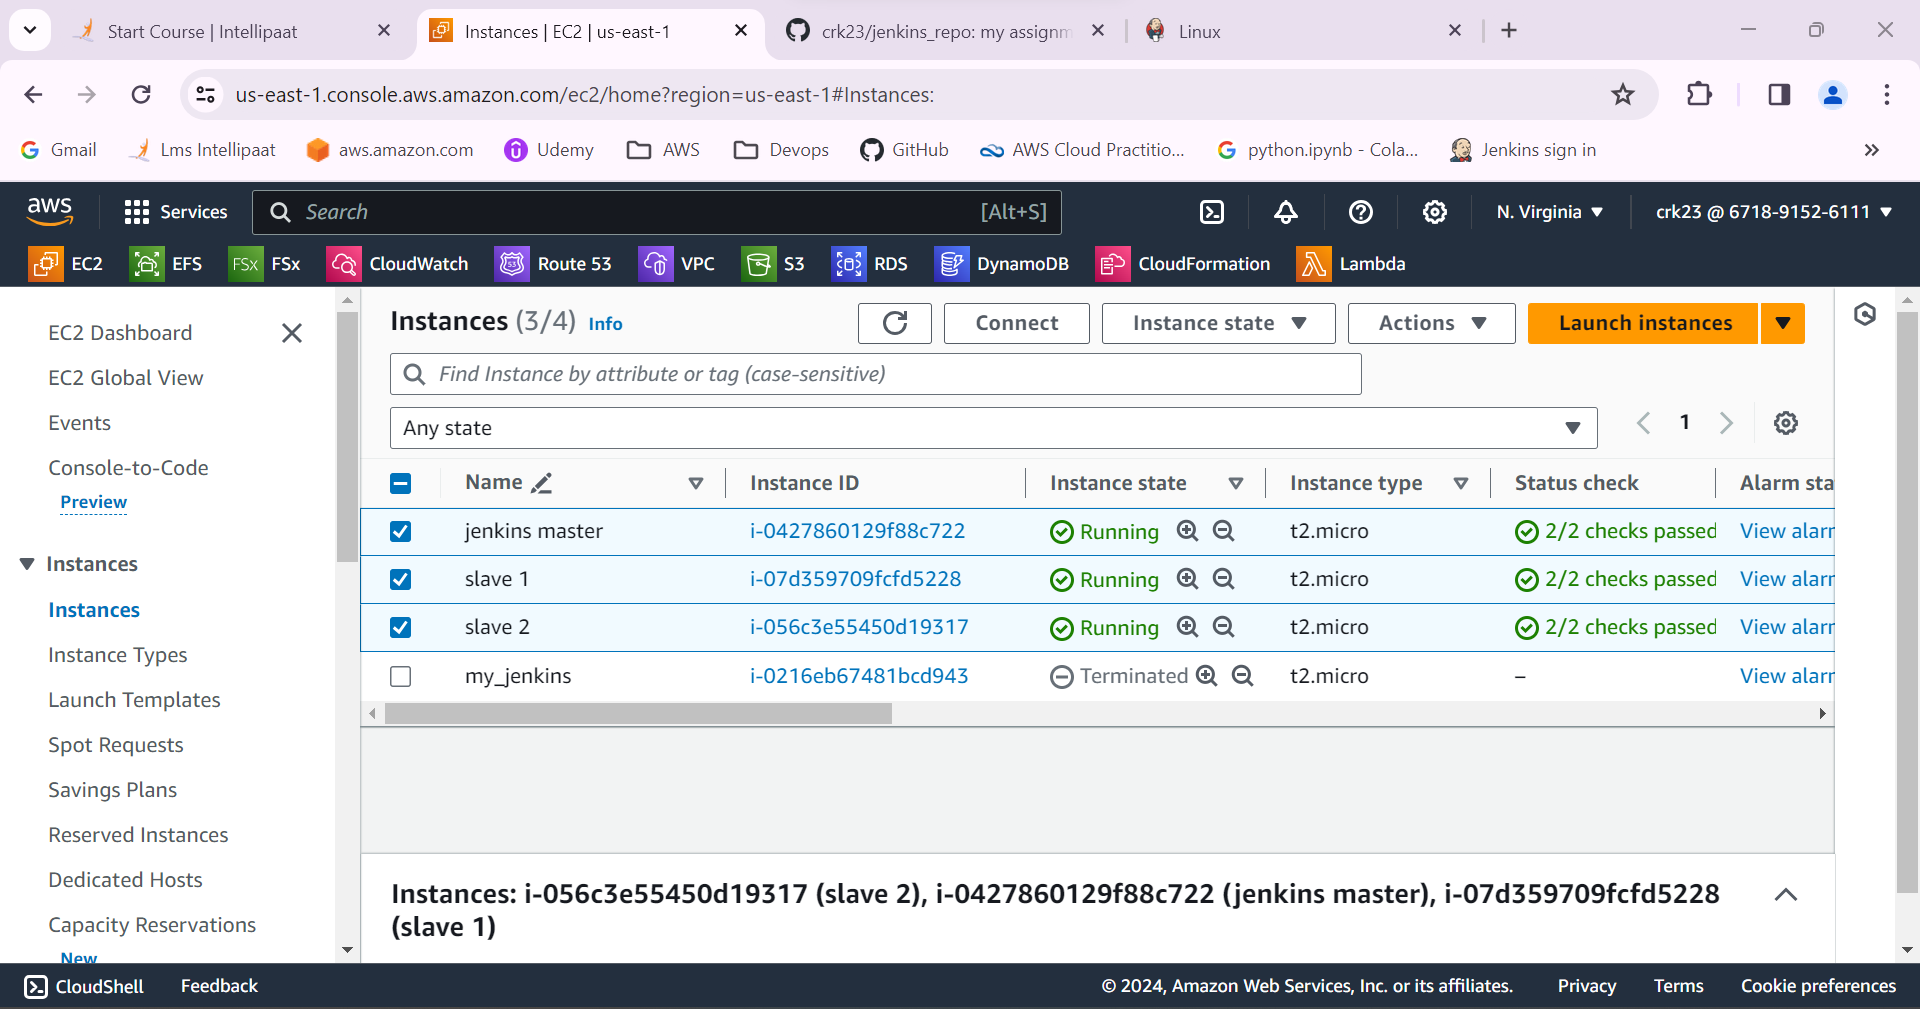 Start Course | Intellipaat
Instances | EC2 | us-east-1
crk23/jenkins_repo: my assignm
Linux
us-east-1.console.aws.amazon.com/ec2/home?region=us-east-1#Instances:
Gmail
Lms Intellipaat
aws.amazon.com
Udemy
AWS
Devops
GitHub
AWS Cloud Practitio...
python.ipynb - Cola...
Jenkins sign in
aws
Services
Search
[Alt+S]
N. Virginia
crk23 @ 6718-9152-6111
EC2
EFS
FSx
FSx
CloudWatch
53
Route 53
VPC
S3
RDS
DynamoDB
CloudFormation
Lambda
EC2 Dashboard
EC2 Global View
Events
Console-to-Code
Preview
Instances
Instances
Instance Types
Launch Templates
Spot Requests
Savings Plans
Reserved Instances
Dedicated Hosts
Capacity Reservations
New
Instances (3/4) Info
Connect
Instance state
Actions
Launch instances
Find Instance by attribute or tag (case-sensitive)
Any state
1
Name Instance ID Instance state Instance type Status check Alarm sta
jenkins master i-0427860129f88c722 Running t2.micro 2/2 checks passed View alarr
slave 1 i-07d359709fcfd5228 Running t2.micro 2/2 checks passed View alarr
slave 2 i-056c3e55450d19317 Running t2.micro 2/2 checks passed View alarr
my_jenkins i-0216eb67481bcd943 Terminated t2.micro – View alarr
Instances: i-056c3e55450d19317 (slave 2), i-0427860129f88c722 (jenkins master), i-07d359709fcfd5228
(slave 1)
CloudShell
Feedback
© 2024, Amazon Web Services, Inc. or its affiliates.
Privacy
Terms
Cookie preferences